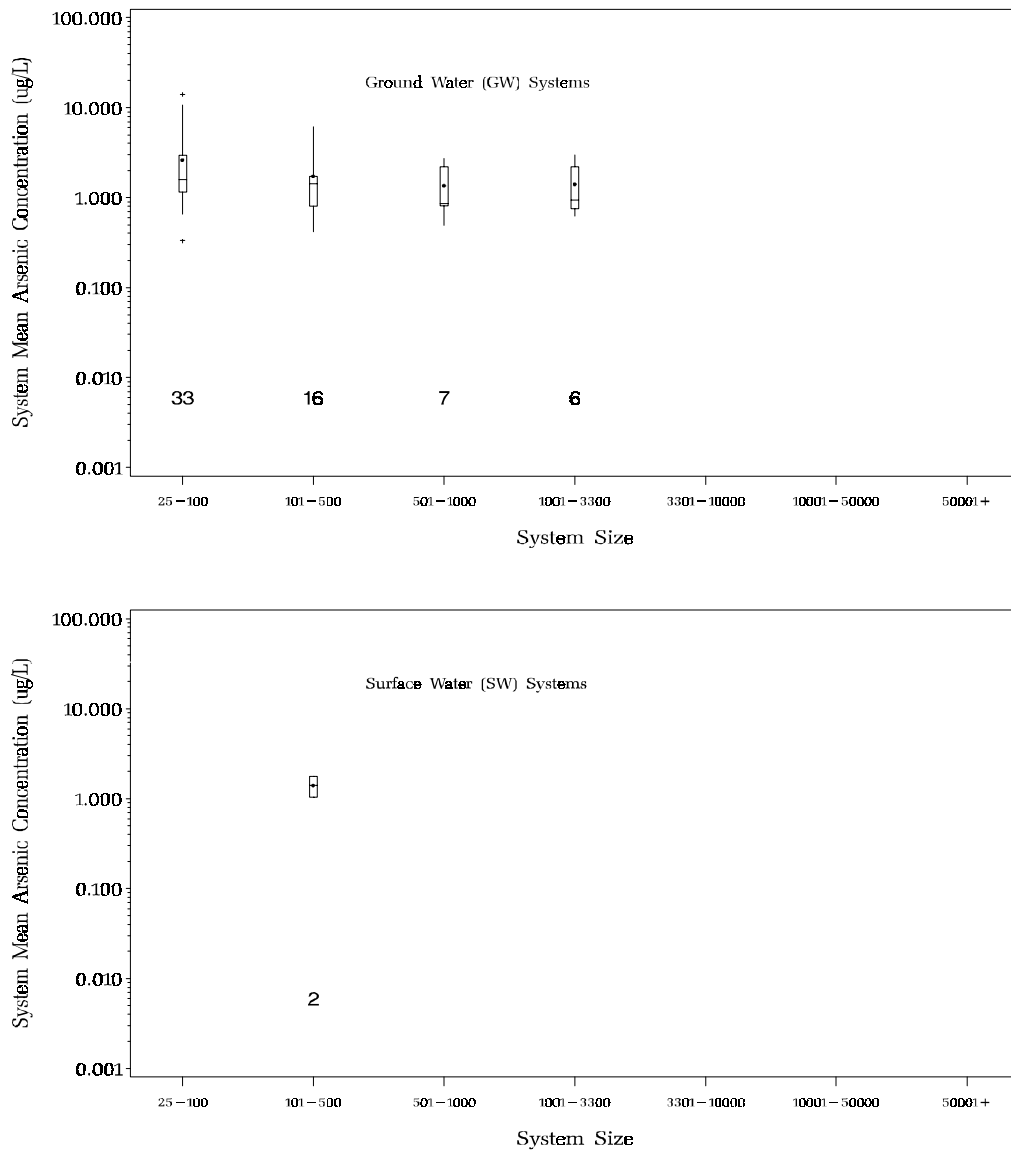 100.000
Ground Water (GW) Systems
10.000
1.000
0.100
0.010
0.001
System Mean Arsenic Concentration (ug/L)
33 16 7 6
25-100 101-500 501-1000 1001-3300 3301-10000 10001-50000 50001+
System Size
100.000
Surface Water (SW) Systems
10.000
1.000
0.100
0.010
0.001
System Mean Arsenic Concentration (ug/L)
2
25-100 101-500 501-1000 1001-3300 3301-10000 10001-50000 50001+
System Size